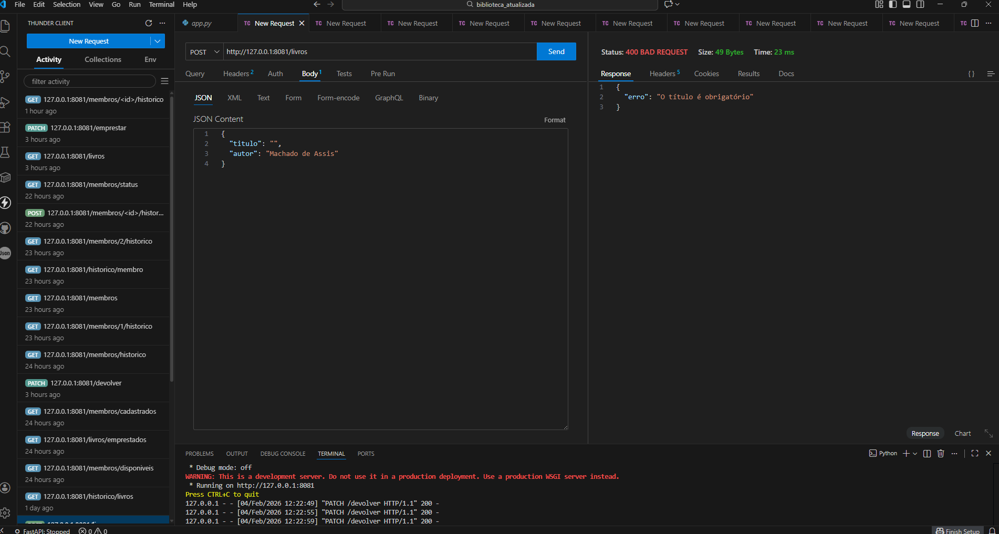 File Edit Selection View Go Run Terminal Help
biblioteca_atualizada
THUNDER CLIENT
New Request
Activity Collections Env
filter activity
GET 127.0.0.1:8081/membros/<id>/historico
1 hour ago
PATCH 127.0.0.1:8081/emprestar
3 hours ago
GET 127.0.0.1:8081/livros
3 hours ago
GET 127.0.0.1:8081/membros/status
22 hours ago
POST 127.0.0.1:8081/membros/<id>/histor...
22 hours ago
GET 127.0.0.1:8081/membros/2/historico
23 hours ago
GET 127.0.0.1:8081/historico/membro
23 hours ago
GET 127.0.0.1:8081/membros
23 hours ago
GET 127.0.0.1:8081/membros/1/historico
23 hours ago
GET 127.0.0.1:8081/membros/historico
24 hours ago
PATCH 127.0.0.1:8081/devolver
3 hours ago
GET 127.0.0.1:8081/membros/cadastrados
24 hours ago
GET 127.0.0.1:8081/livros/emprestados
24 hours ago
GET 127.0.0.1:8081/membros/disponiveis
24 hours ago
GET 127.0.0.1:8081/historico/livros
1 day ago
app.py TC New Request TC New Request TC New Request TC New Request TC New Request TC New Request TC New Request TC New Request TC New Request TC New Request TC
POST http://127.0.0.1:8081/livros Send
Query Headers 2 Auth Body 1 Tests Pre Run
JSON XML Text Form Form-encode GraphQL Binary
JSON Content Format
1 {
2 "titulo": "",
3 "autor": "Machado de Assis"
4 }
Status: 400 BAD REQUEST Size: 49 Bytes Time: 23 ms
Response Headers 5 Cookies Results Docs { }
1 {
2 "erro": "O título é obrigatório"
3 }
Response Chart
PROBLEMS OUTPUT DEBUG CONSOLE TERMINAL PORTS
Python
* Debug mode: off
WARNING: This is a development server. Do not use it in a production deployment. Use a production WSGI server instead.
* Running on http://127.0.0.1:8081
Press CTRL+C to quit
127.0.0.1 - - [04/Feb/2026 12:22:49] "PATCH /devolver HTTP/1.1" 200 -
127.0.0.1 - - [04/Feb/2026 12:22:55] "PATCH /devolver HTTP/1.1" 200 -
127.0.0.1 - - [04/Feb/2026 12:22:59] "PATCH /devolver HTTP/1.1" 200 -
Json
FastAPI: Stopped 0 0 Finish Setup